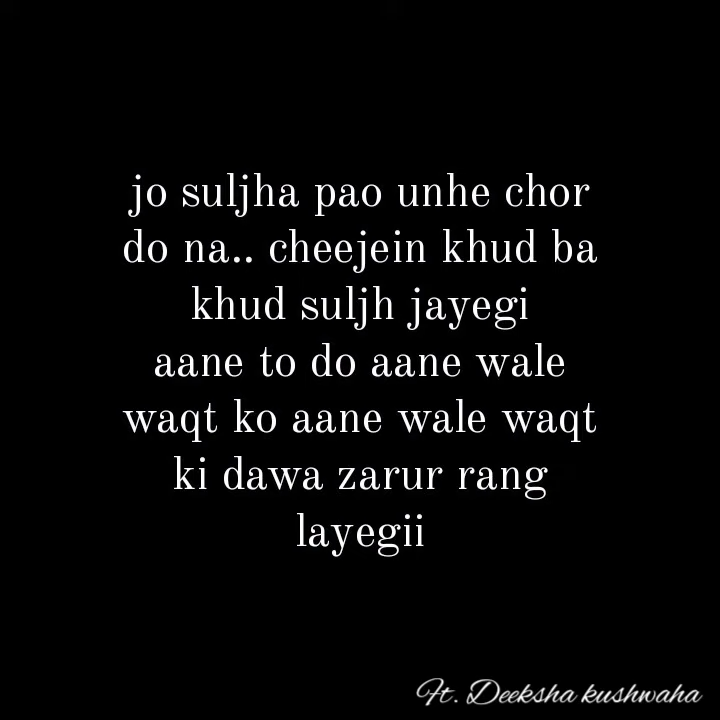 jo suljha pao unhe chor
do na.. cheejein khud ba
khud suljh jayegi
aane to do aane wale
waqt ko aane wale waqt
ki dawa zarur rang
layegii
Ft. Deeksha kushwaha